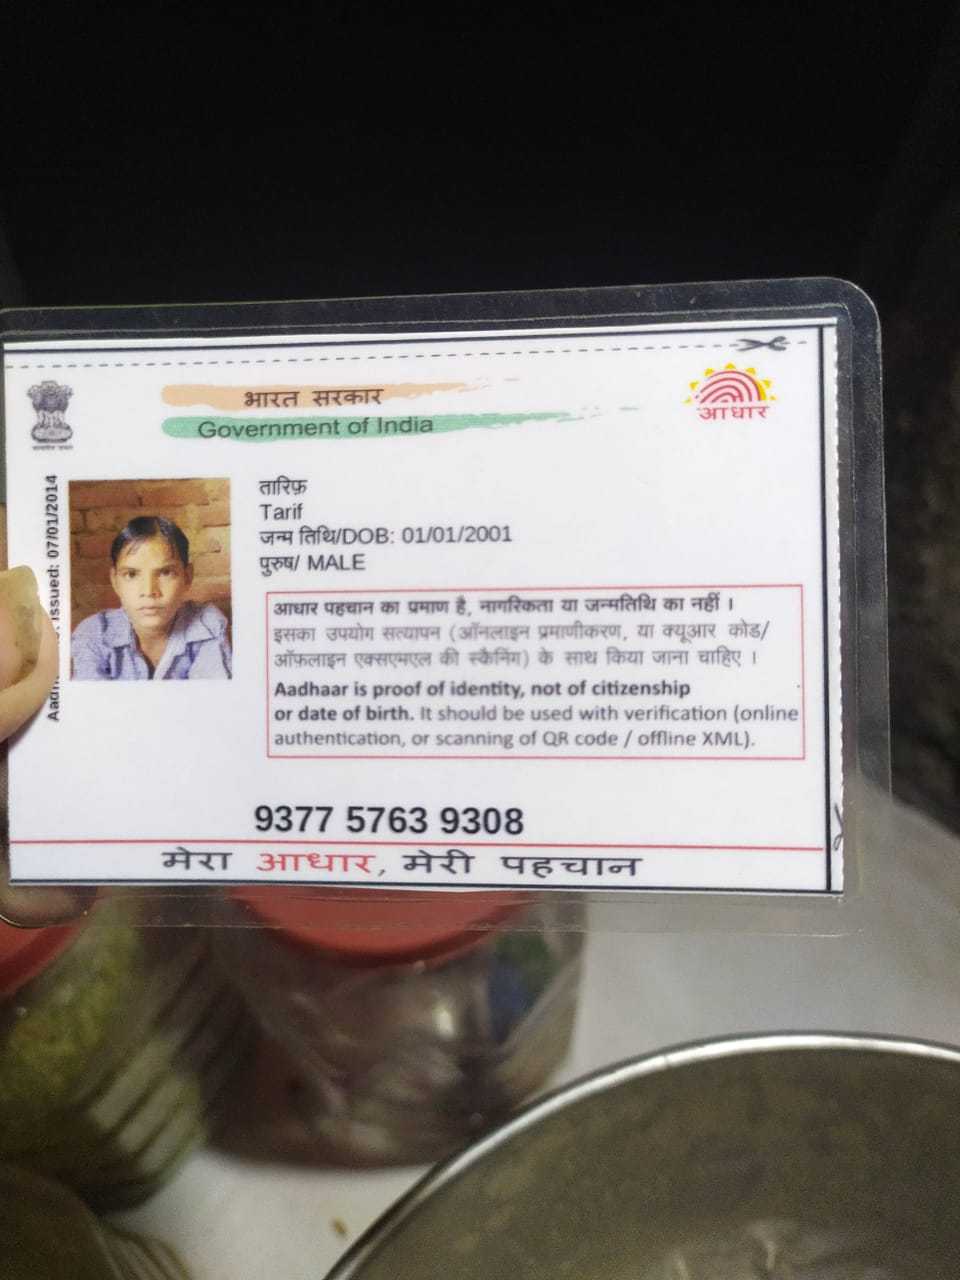 भारत सरकार
Government of India
आधार
issued: 07/01/2014
तारिफ़
Tarif
जन्म तिथि/DOB: 01/01/2001
पुरुष/ MALE
आधार पहचान का प्रमाण है, नागरिकता या जन्मतिथि का नहीं ।
इसका उपयोग सत्यापन (ऑनलाइन प्रमाणीकरण, या क्यूआर कोड/
ऑफ़लाइन एक्सएमएल की स्कैनिंग) के साथ किया जाना चाहिए ।
Aadhaar is proof of identity, not of citizenship
or date of birth. It should be used with verification (online
authentication, or scanning of QR code / offline XML).
9377 5763 9308
मेरा आधार, मेरी पहचान